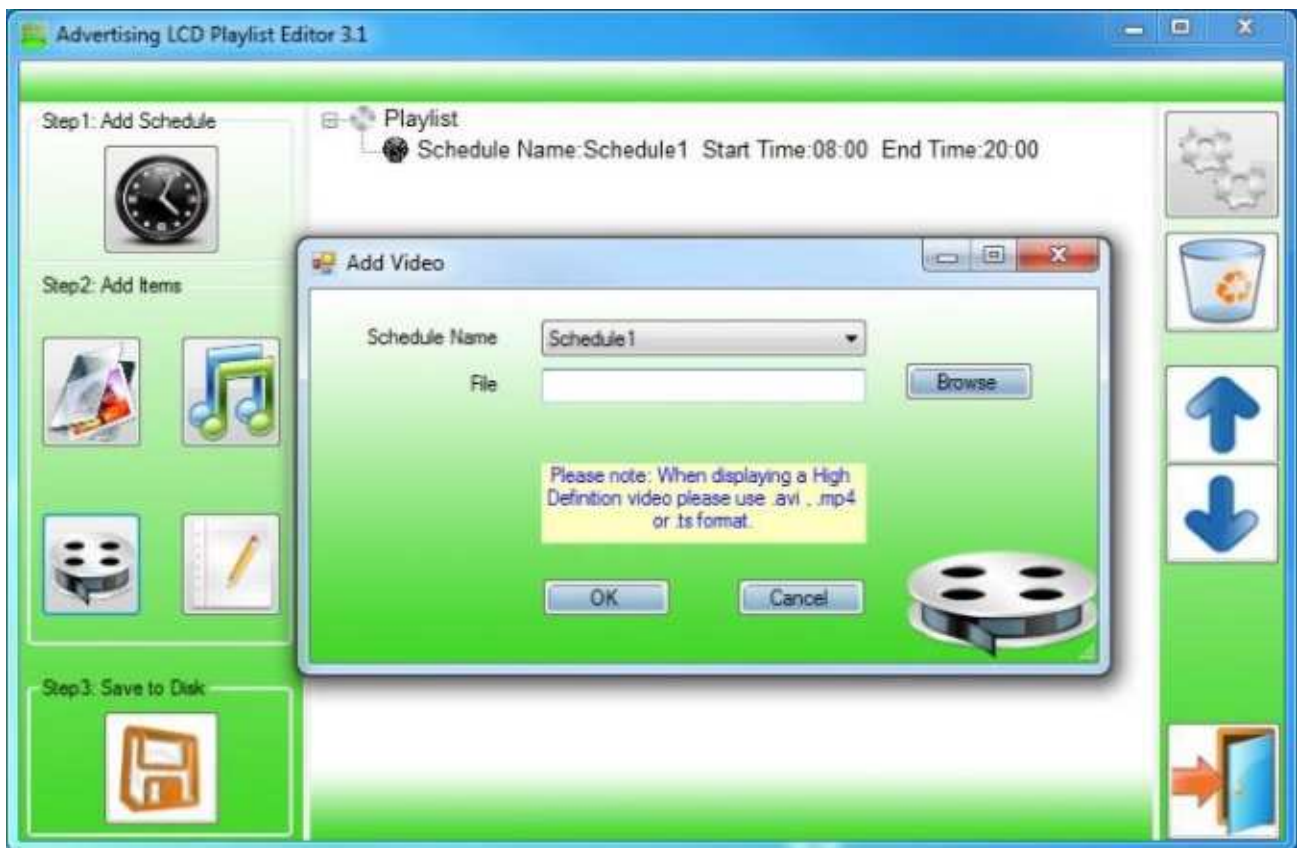 Advertising LCD Playlist Editor 3.1
Step1: Add Schedule
Playlist
Schedule Name:Schedule1 Start Time:08:00 End Time:20:00
Add Video
Step2: Add Items
Schedule Name
Schedule1
File
Browse
Please note: When displaying a High
Definition video please use .avi , .mp4
or .ts format.
OK
Cancel
Step3: Save to Disk